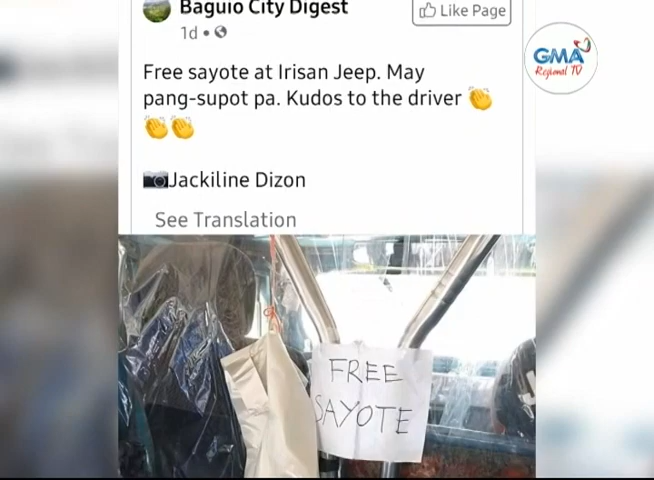 Baguio City Digest
Like Page
1d •
GMA
Regional TV
Free sayote at Irisan Jeep. May
pang-supot pa. Kudos to the driver 👏
👏👏
📷Jackiline Dizon
See Translation
FREE
SAYOTE